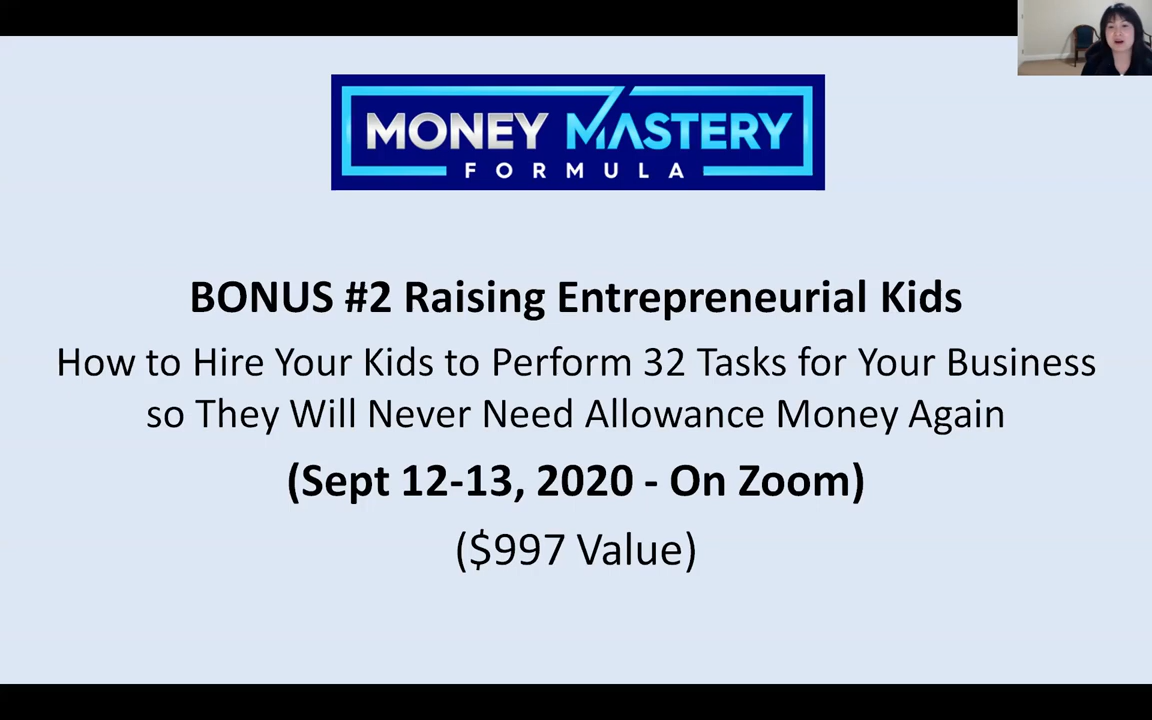 MONEY MASTERY
FORMULA
BONUS #2 Raising Entrepreneurial Kids
How to Hire Your Kids to Perform 32 Tasks for Your Business
so They Will Never Need Allowance Money Again
(Sept 12-13, 2020 - On Zoom)
($997 Value)